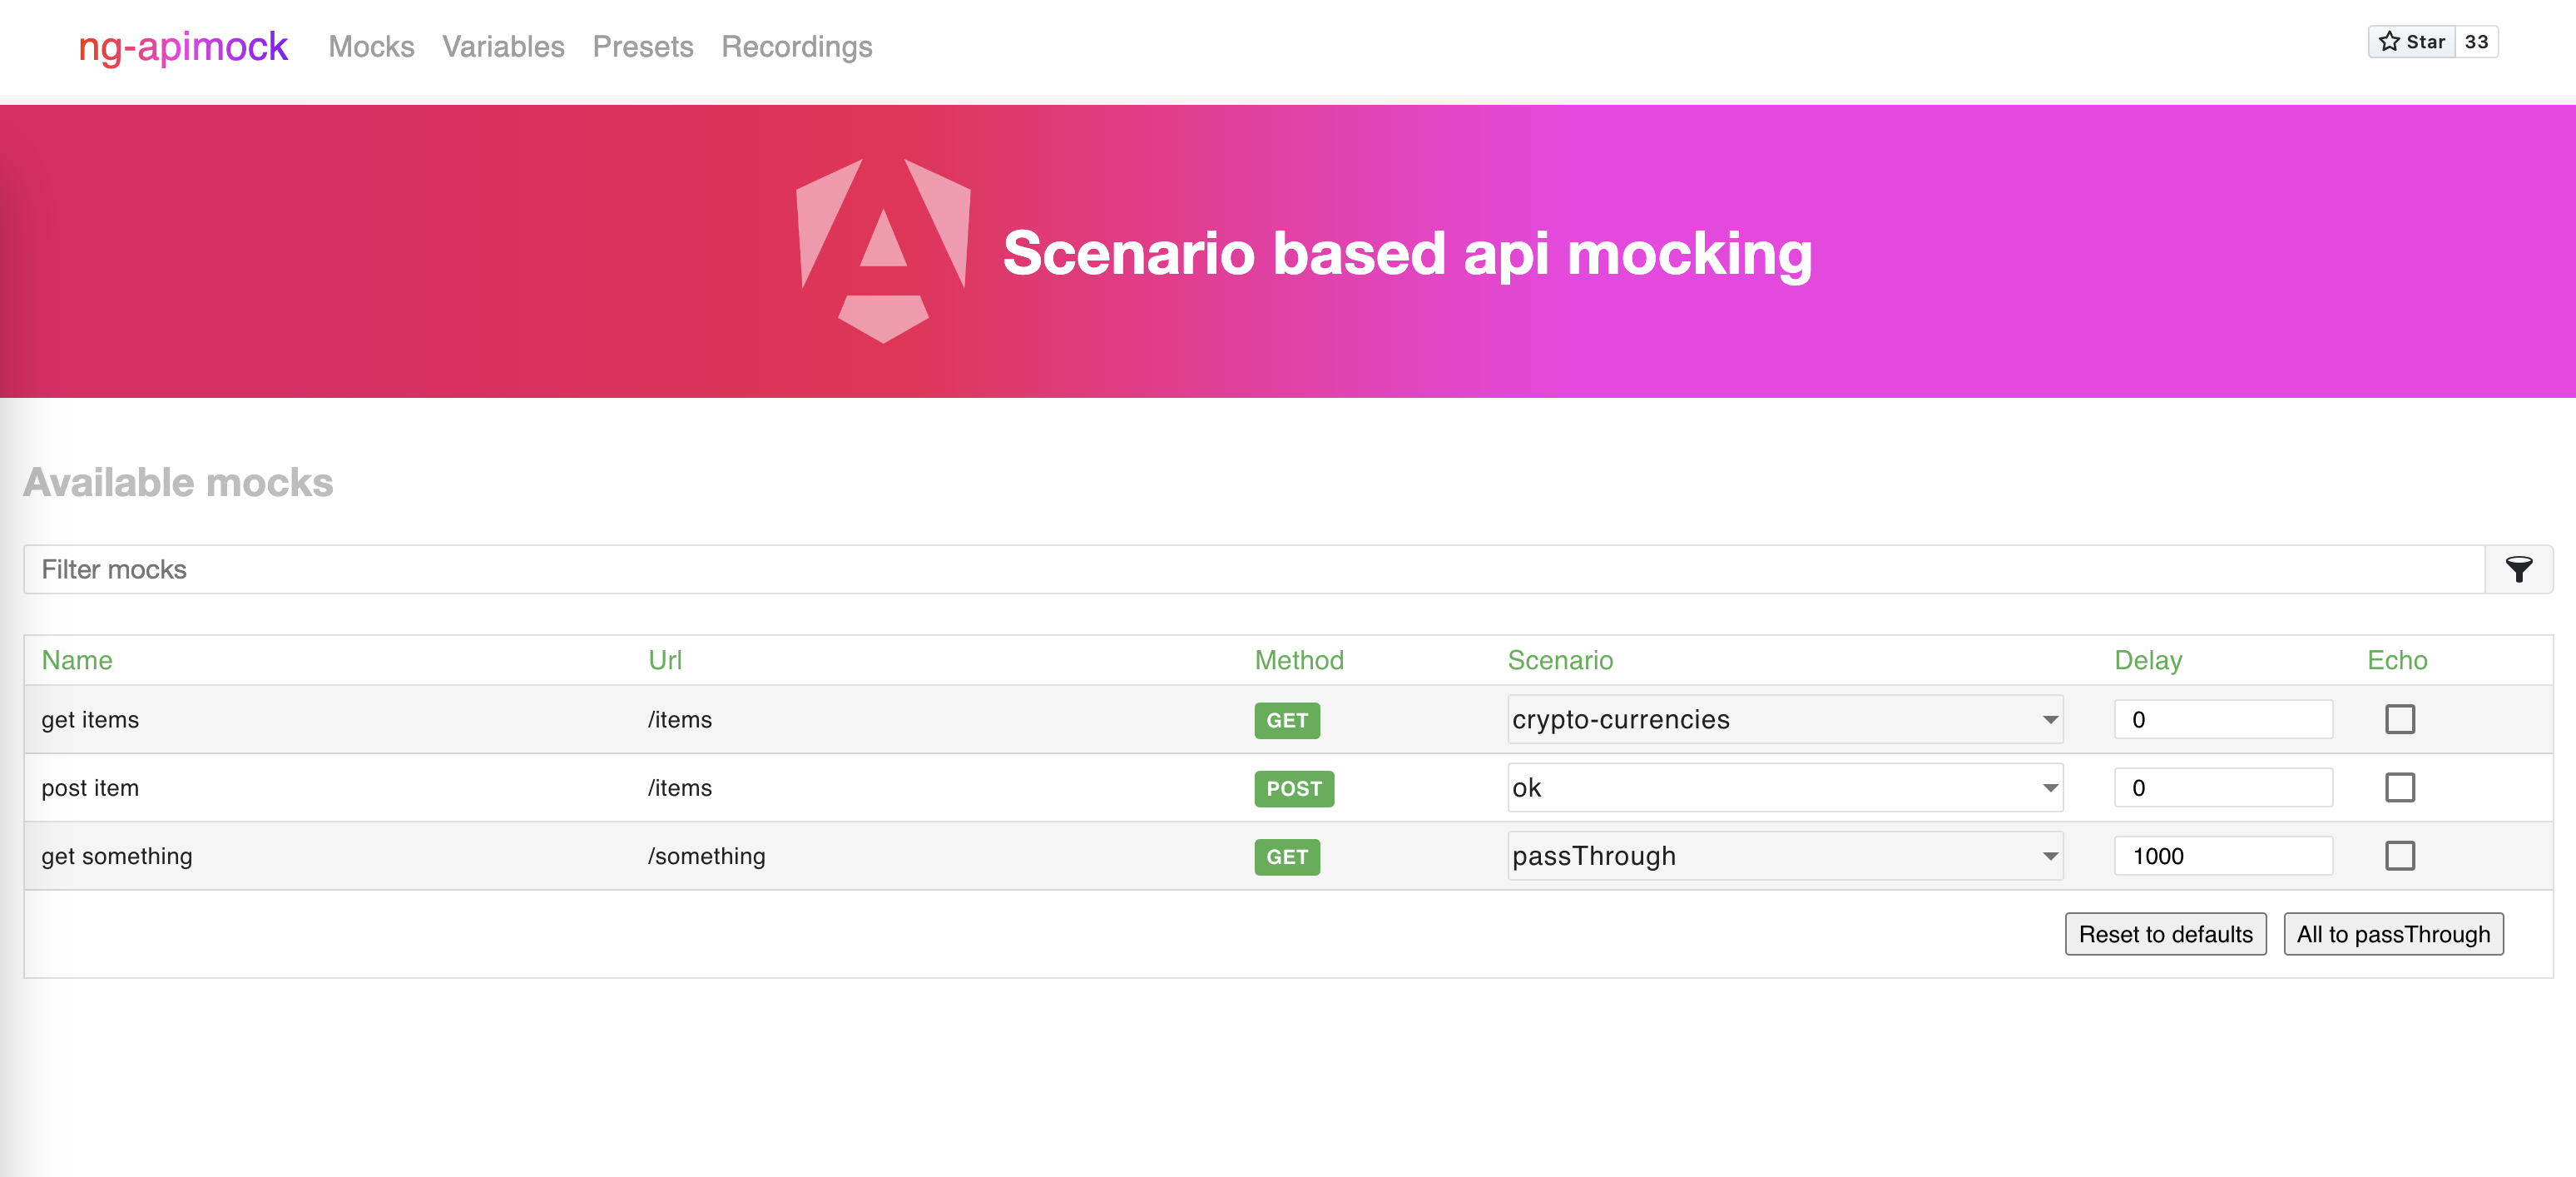 ng-apimock Mocks Variables Presets Recordings Star 33
Scenario based api mocking
Available mocks
Filter mocks
Name Url Method Scenario Delay Echo
get items /items GET crypto-currencies 0
post item /items POST ok 0
get something /something GET passThrough 1000
Reset to defaults All to passThrough